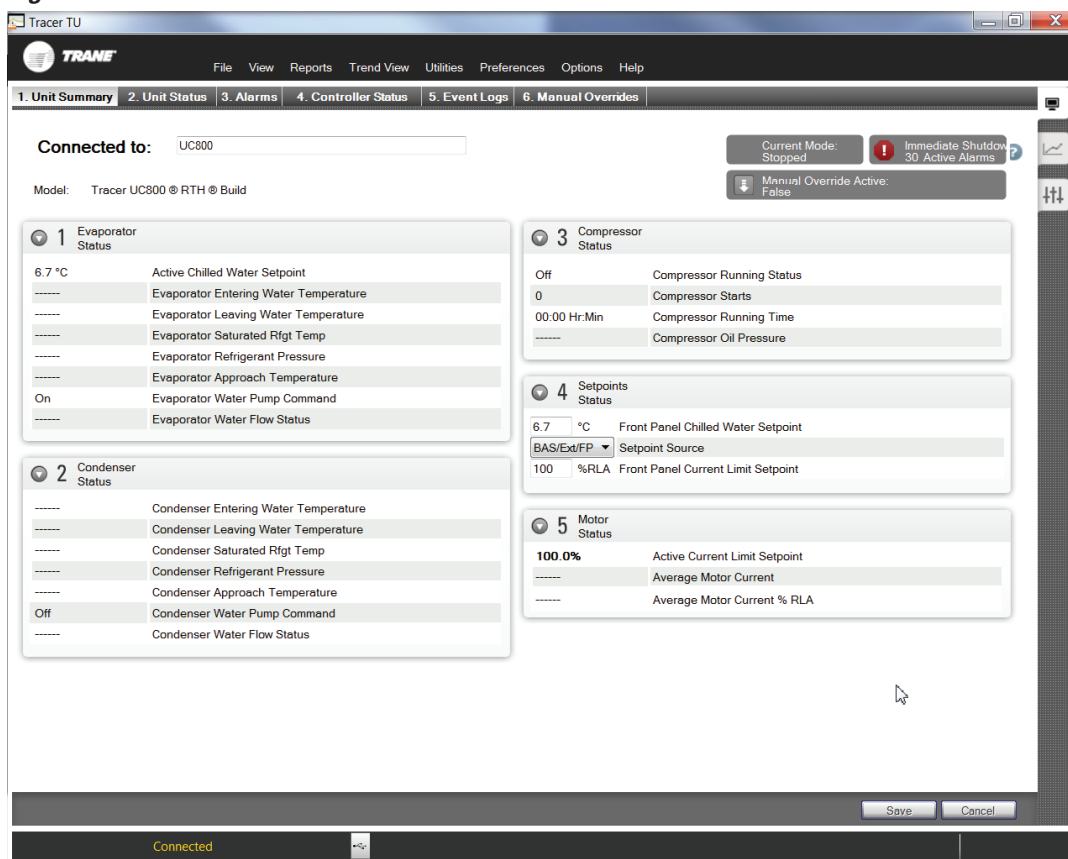 Tracer TU
TRANE
File View Reports Trend View Utilities Preferences Options Help
1. Unit Summary 2. Unit Status 3. Alarms 4. Controller Status 5. Event Logs 6. Manual Overrides
Connected to: UC800
Current Mode:
Stopped
Immediate Shutdow
30 Active Alarms
Model: Tracer UC800 ® RTH ® Build
Manual Override Active:
False
1 Evaporator
Status
6.7 °C Active Chilled Water Setpoint
------ Evaporator Entering Water Temperature
------ Evaporator Leaving Water Temperature
------ Evaporator Saturated Rfgt Temp
------ Evaporator Refrigerant Pressure
------ Evaporator Approach Temperature
On Evaporator Water Pump Command
------ Evaporator Water Flow Status
2 Condenser
Status
------ Condenser Entering Water Temperature
------ Condenser Leaving Water Temperature
------ Condenser Saturated Rfgt Temp
------ Condenser Refrigerant Pressure
------ Condenser Approach Temperature
Off Condenser Water Pump Command
------ Condenser Water Flow Status
3 Compressor
Status
Off Compressor Running Status
0 Compressor Starts
00:00 Hr:Min Compressor Running Time
------ Compressor Oil Pressure
4 Setpoints
Status
6.7 °C Front Panel Chilled Water Setpoint
BAS/Ext/FP Setpoint Source
100 %RLA Front Panel Current Limit Setpoint
5 Motor
Status
100.0% Active Current Limit Setpoint
------ Average Motor Current
------ Average Motor Current % RLA
Save Cancel
Connected